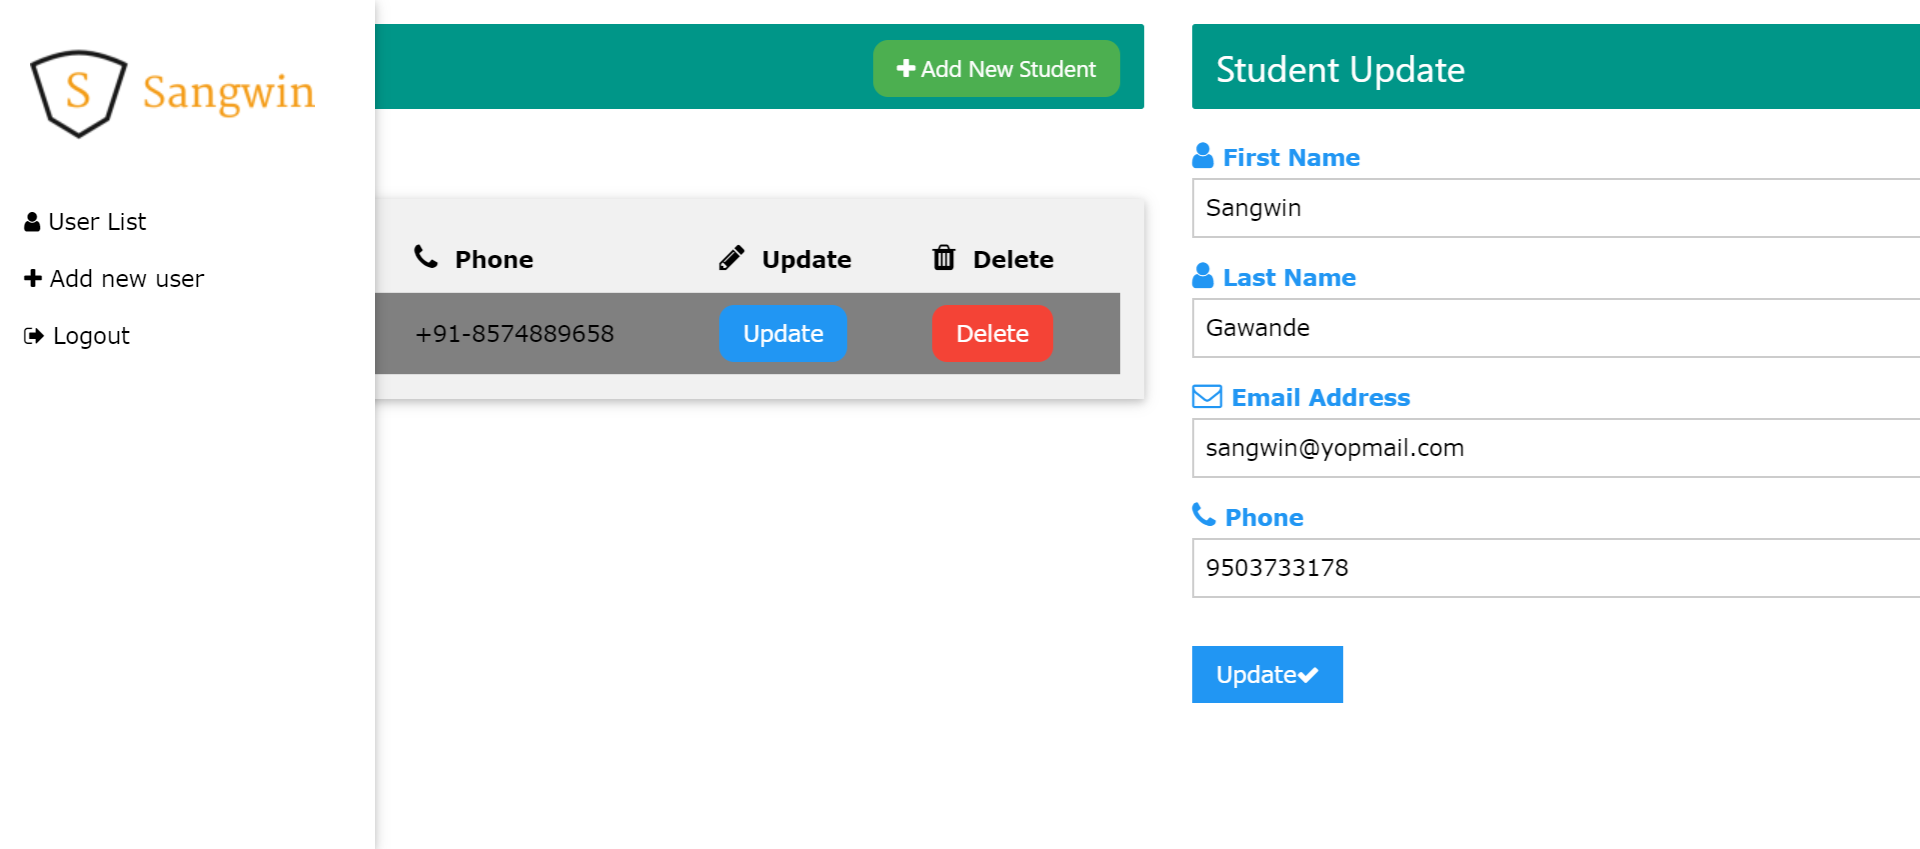 S Sangwin
User List
Add new user
Logout
Add New Student
Phone Update Delete
+91-8574889658 Update Delete
Student Update
First Name
Sangwin
Last Name
Gawande
Email Address
sangwin@yopmail.com
Phone
9503733178
Update